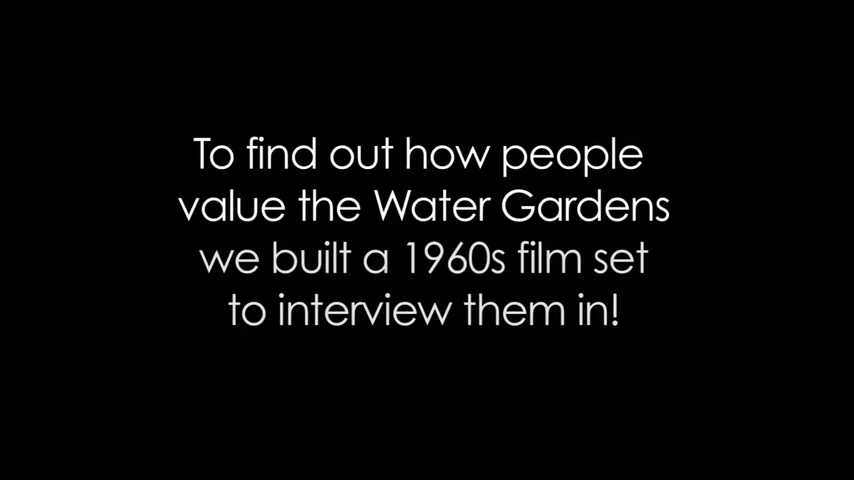 To find out how people
value the Water Gardens
we built a 1960s film set
to interview them in!